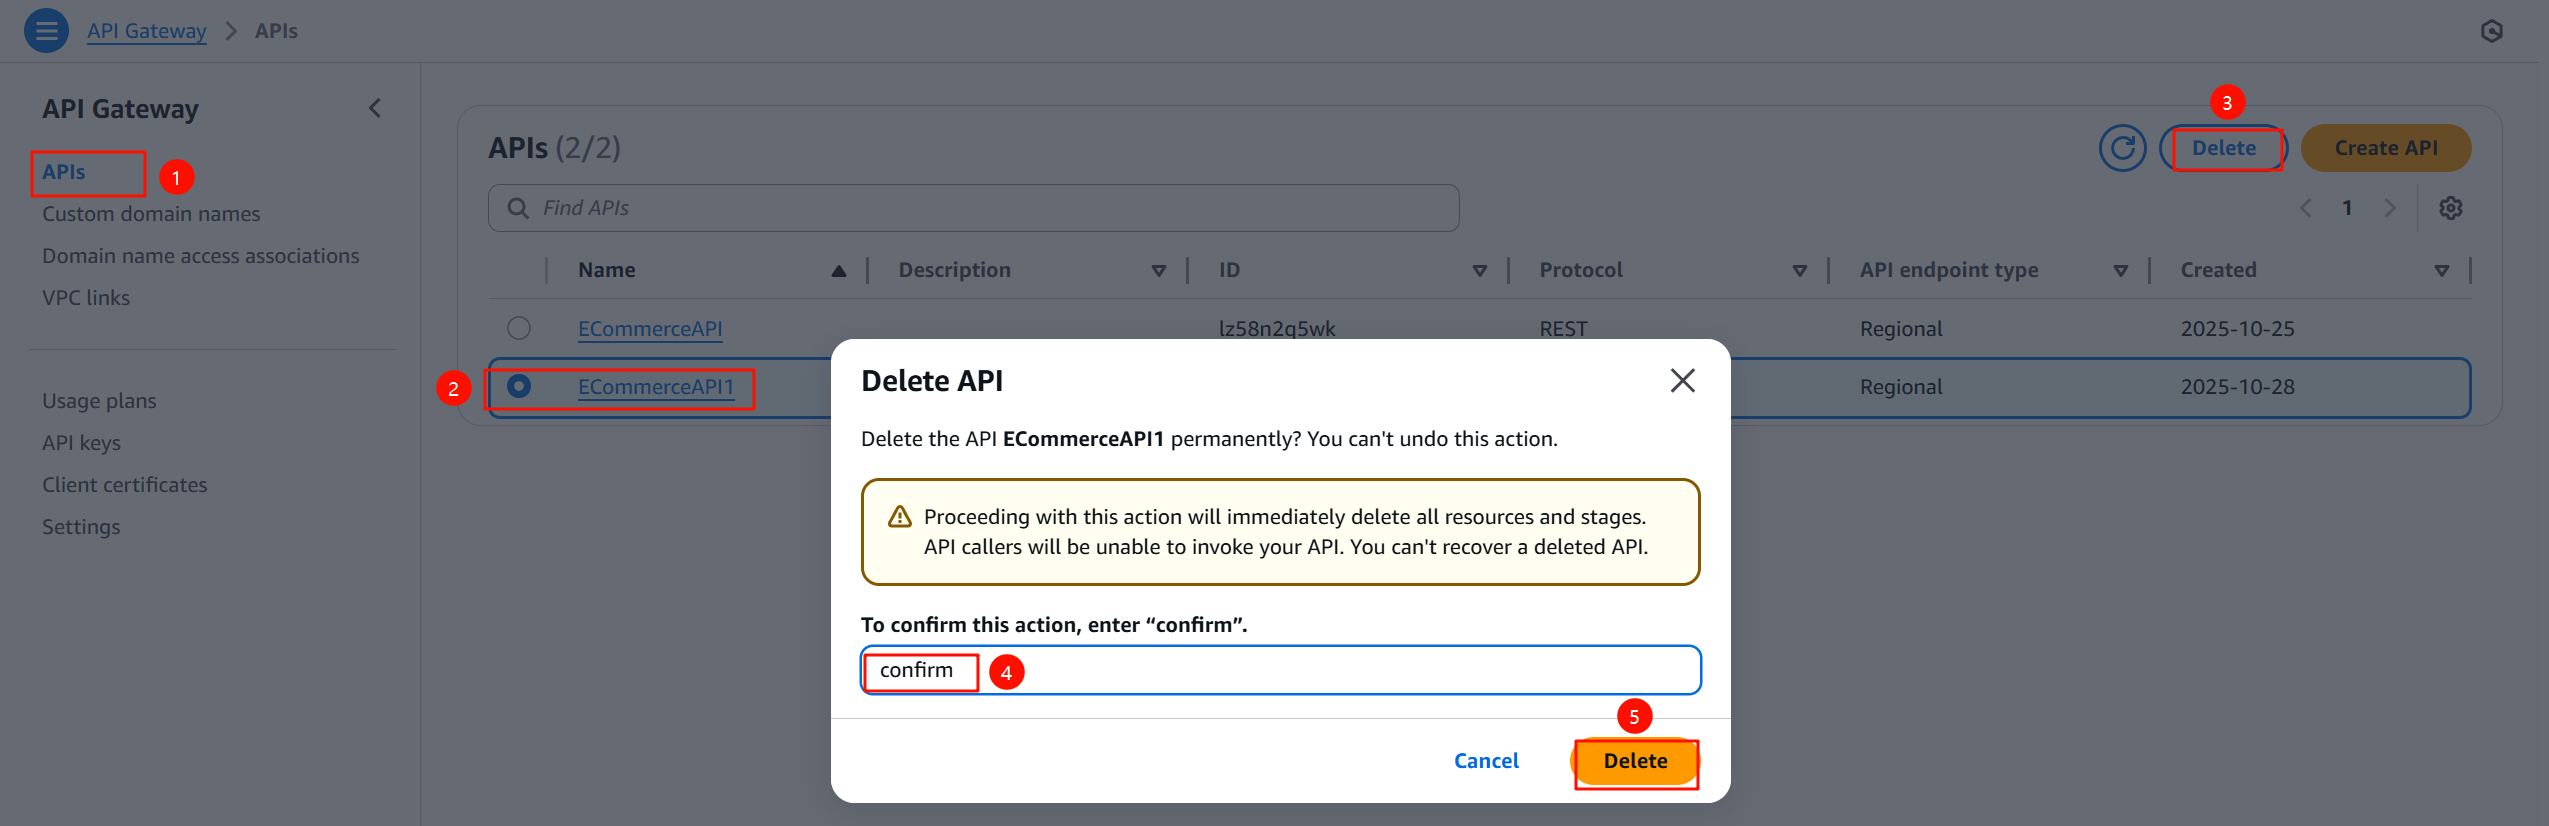 API Gateway > APIs
API Gateway
APIs
1
Custom domain names
Domain name access associations
VPC links
Usage plans
API keys
Client certificates
Settings
APIs (2/2)
3
Delete
Create API
Find APIs
1
Name Description ID Protocol API endpoint type Created
ECommerceAPI lz58n2q5wk REST Regional 2025-10-25
2
ECommerceAPI1 Regional 2025-10-28
Delete API
Delete the API ECommerceAPI1 permanently? You can't undo this action.
Proceeding with this action will immediately delete all resources and stages.
API callers will be unable to invoke your API. You can't recover a deleted API.
To confirm this action, enter “confirm”.
confirm
4
5
Cancel
Delete